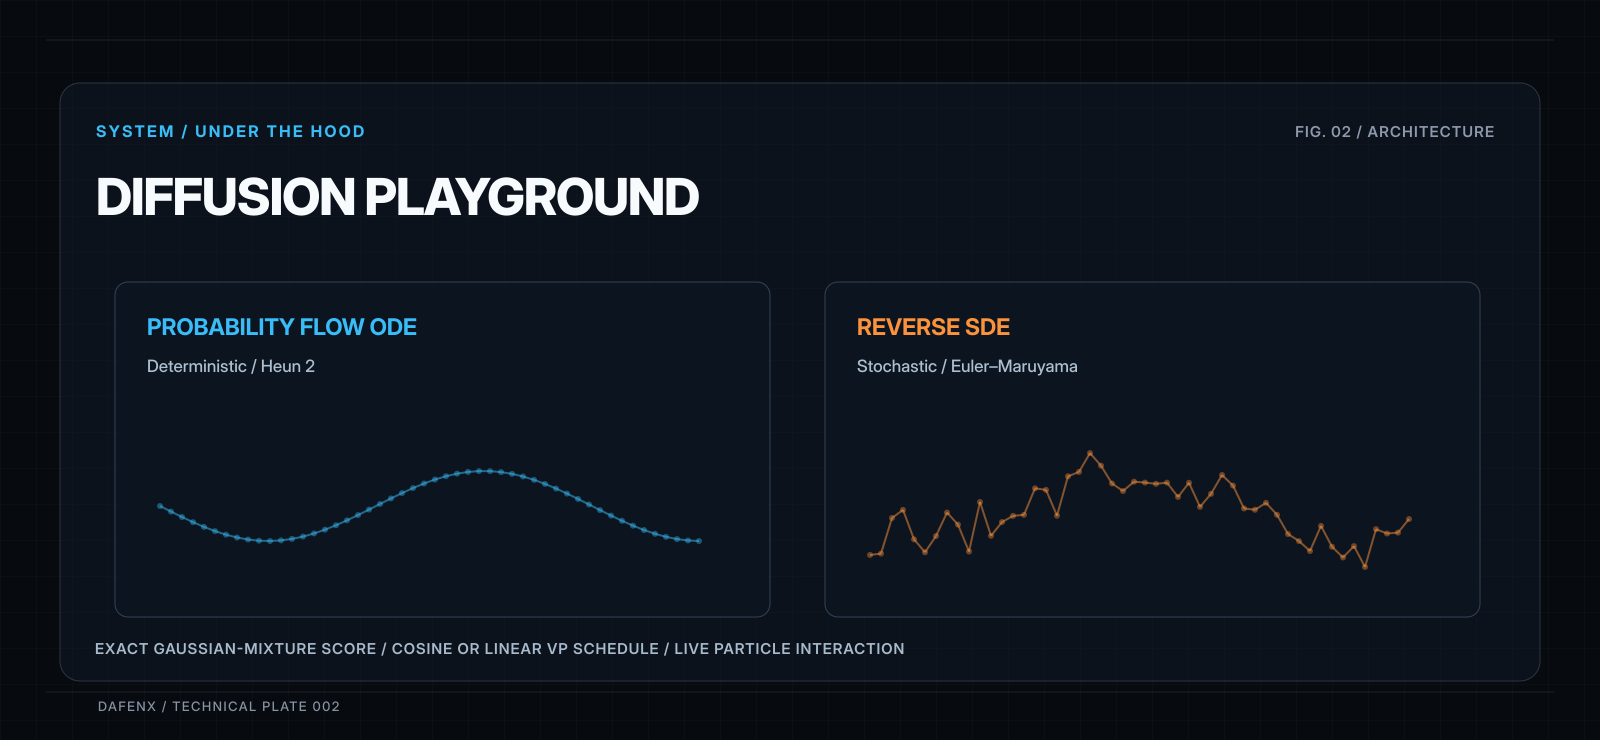 SYSTEM / UNDER THE HOOD
FIG. 02 / ARCHITECTURE
DIFFUSION PLAYGROUND
PROBABILITY FLOW ODE
Deterministic / Heun 2
REVERSE SDE
Stochastic / Euler–Maruyama
EXACT GAUSSIAN-MIXTURE SCORE / COSINE OR LINEAR VP SCHEDULE / LIVE PARTICLE INTERACTION
DAFENX / TECHNICAL PLATE 002